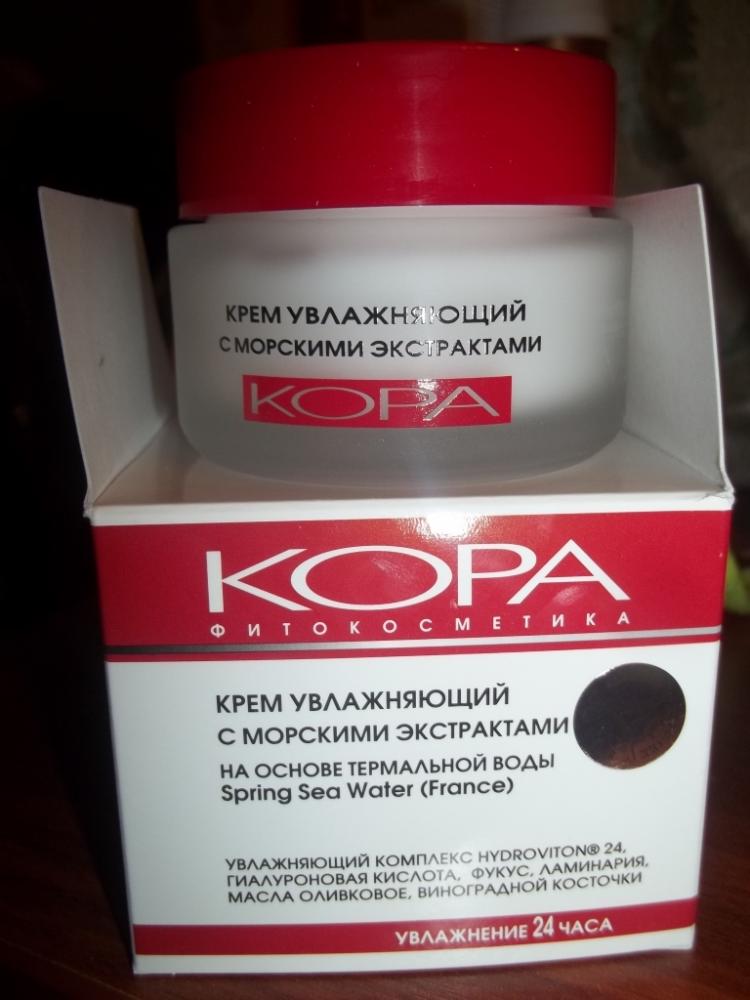 КРЕМ УВЛАЖНЯЮЩИЙ
С МОРСКИМИ ЭКСТРАКТАМИ
КОРА
КОРА
ФИТОКОСМЕТИКА
КРЕМ УВЛАЖНЯЮЩИЙ
С МОРСКИМИ ЭКСТРАКТАМИ
НА ОСНОВЕ ТЕРМАЛЬНОЙ ВОДЫ
Spring Sea Water (France)
УВЛАЖНЯЮЩИЙ КОМПЛЕКС HYDROVITON® 24,
ГИАЛУРОНОВАЯ КИСЛОТА, ФУКУС, ЛАМИНАРИЯ,
МАСЛА ОЛИВКОВОЕ, ВИНОГРАДНОЙ КОСТОЧКИ
УВЛАЖНЕНИЕ 24 ЧАСА